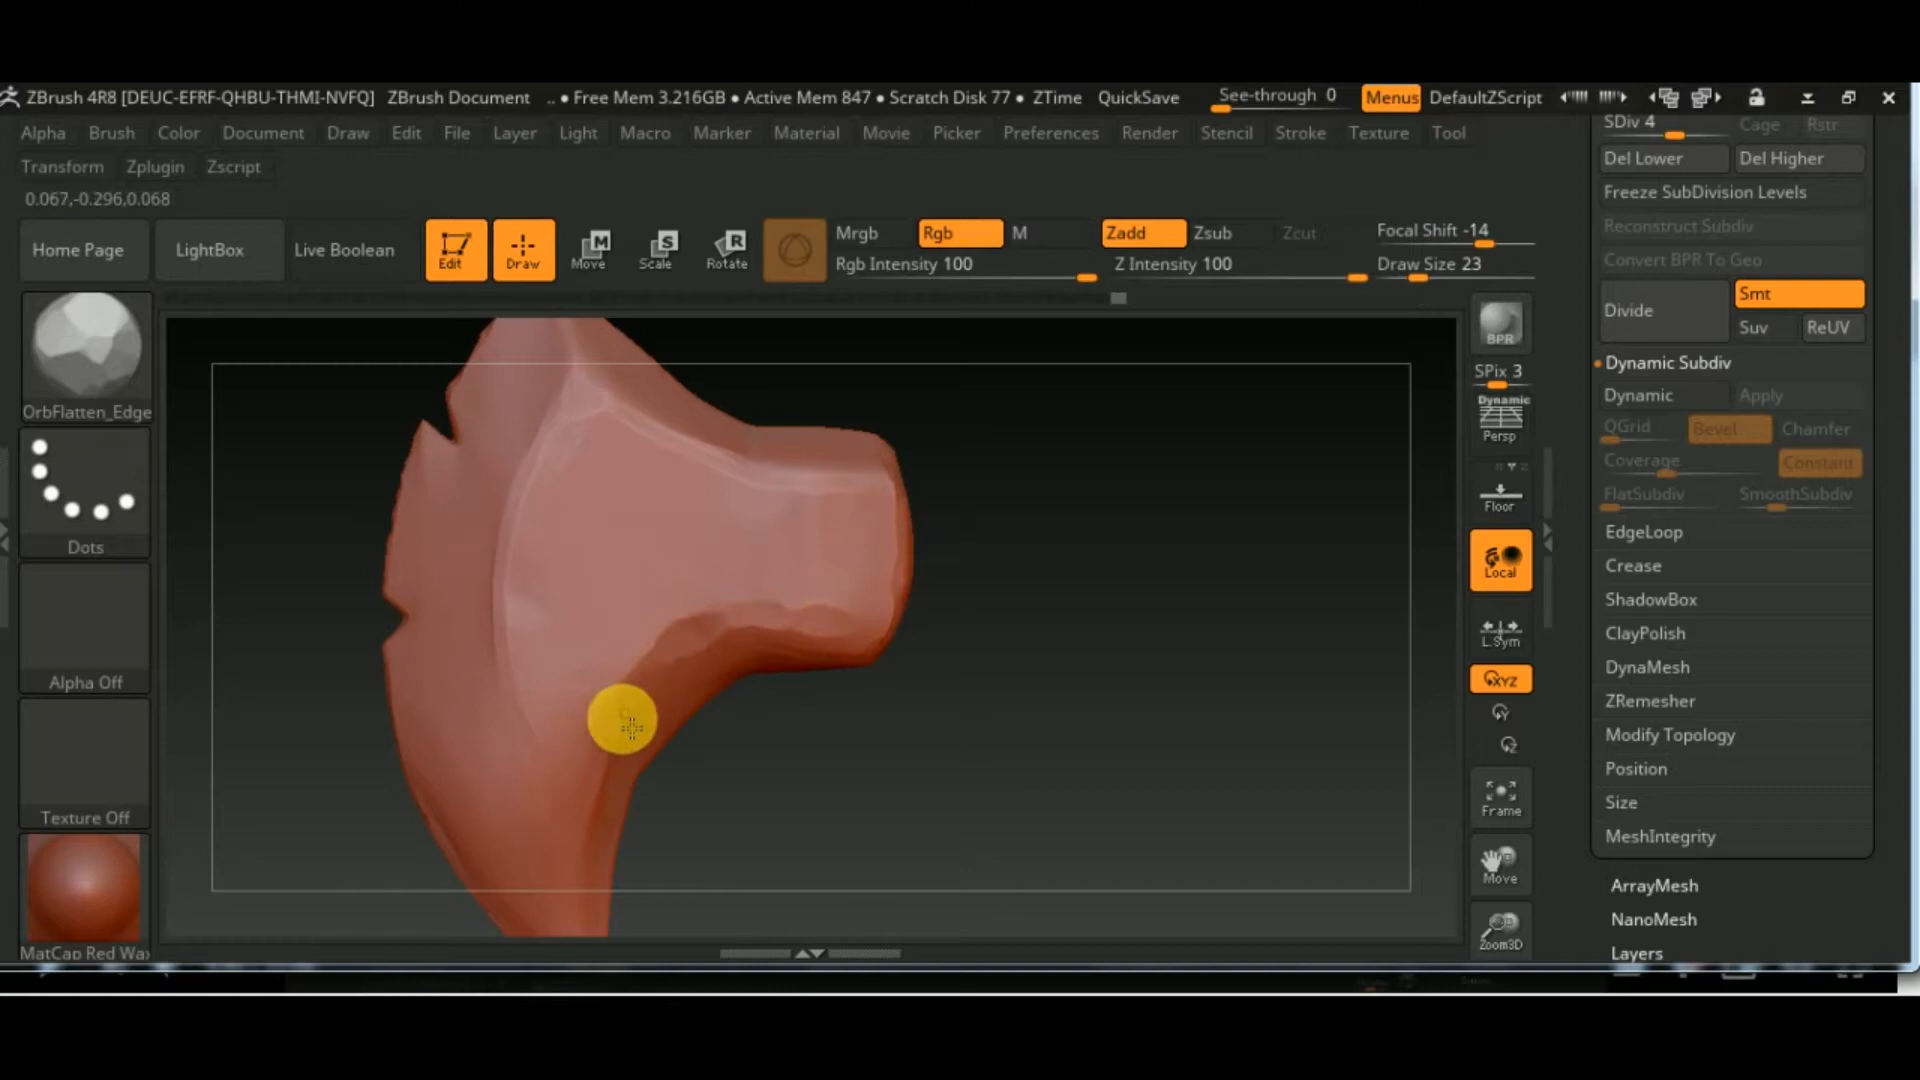 ZBrush 4R8 [DEUC-EFRF-QHBU-THMI-NVFQ] ZBrush Document .. • Free Mem 3.216GB • Active Mem 847 • Scratch Disk 77 • ZTime QuickSave See-through 0 Menus DefaultZScript
Alpha Brush Color Document Draw Edit File Layer Light Macro Marker Material Movie Picker Preferences Render Stencil Stroke Texture Tool
Transform Zplugin Zscript
0.067,-0.296,0.068
Home Page LightBox Live Boolean Edit Draw Move Scale Rotate
M S R
Mrgb Rgb M Zadd Zsub Zcut Focal Shift -14
Rgb Intensity 100 Z Intensity 100 Draw Size 23
OrbFlatten_Edge
Dots
Alpha Off
Texture Off
MatCap Red Wax
BPR
SPix 3
Dynamic
Persp
Floor
Local
L.Sym
XYZ
Y
Z
Frame
Move
Zoom3D
SDiv 4 Cage Rstr
Del Lower Del Higher
Freeze SubDivision Levels
Reconstruct Subdiv
Convert BPR To Geo
Divide Smt
Suv ReUV
Dynamic Subdiv
Dynamic Apply
QGrid Bevel Chamfer
Coverage Constant
FlatSubdiv SmoothSubdiv
EdgeLoop
Crease
ShadowBox
ClayPolish
DynaMesh
ZRemesher
Modify Topology
Position
Size
MeshIntegrity
ArrayMesh
NanoMesh
Layers